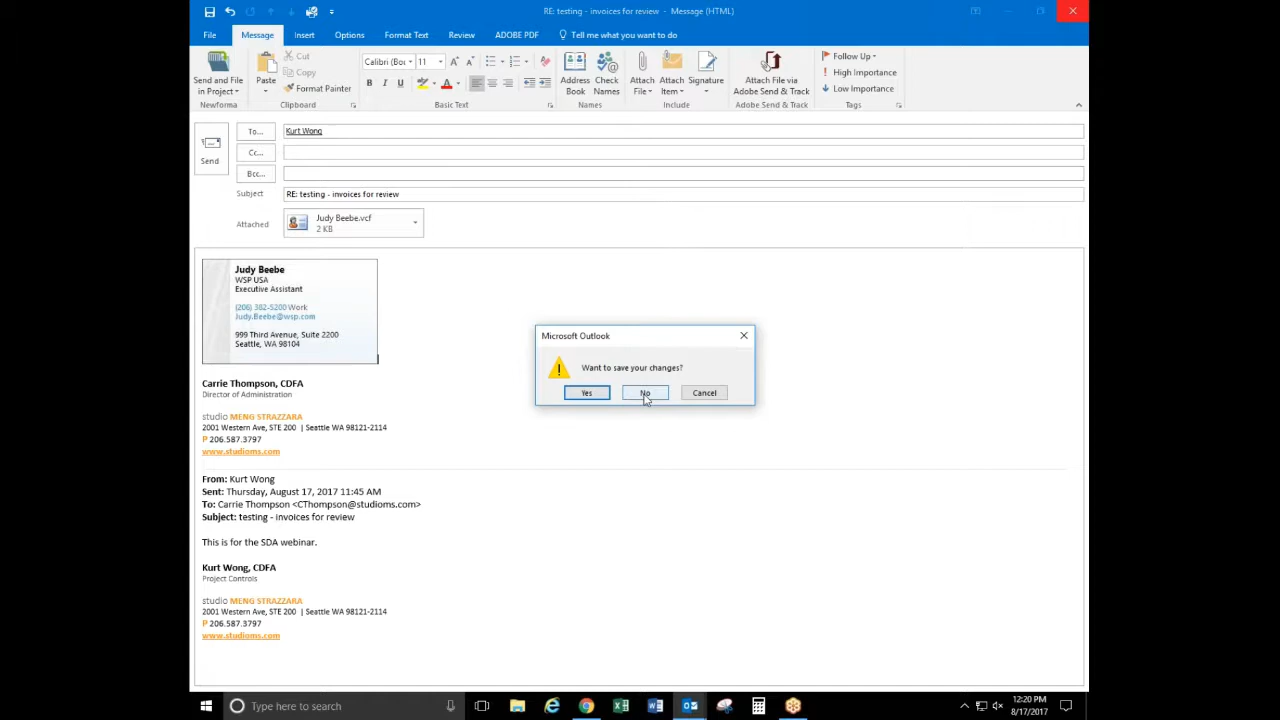 RE: testing - invoices for review - Message (HTML)
File Message Insert Options Format Text Review ADOBE PDF Tell me what you want to do
Send and File in Project
Newforma
Paste
Cut
Copy
Format Painter
Clipboard
Calibri (Boc 11
B I U
Basic Text
Address Book
Check Names
Names
Attach File
Attach Item
Signature
Include
Attach File via Adobe Send & Track
Adobe Send & Track
Follow Up
High Importance
Low Importance
Tags
Send
To... Kurt Wong
Cc...
Bcc...
Subject RE: testing - invoices for review
Attached Judy Beebe.vcf
2 KB
Judy Beebe
WSP USA
Executive Assistant
(206) 382-5200 Work
Judy.Beebe@wsp.com
999 Third Avenue, Suite 2200
Seattle, WA 98104
Microsoft Outlook
Want to save your changes?
Yes No Cancel
Carrie Thompson, CDFA
Director of Administration
studio MENG STRAZZARA
2001 Western Ave, STE 200 | Seattle WA 98121-2114
P 206.587.3797
www.studioms.com
From: Kurt Wong
Sent: Thursday, August 17, 2017 11:45 AM
To: Carrie Thompson <CThompson@studioms.com>
Subject: testing - invoices for review
This is for the SDA webinar.
Kurt Wong, CDFA
Project Controls
studio MENG STRAZZARA
2001 Western Ave, STE 200 | Seattle WA 98121-2114
P 206.587.3797
www.studioms.com
Type here to search
12:20 PM
8/17/2017